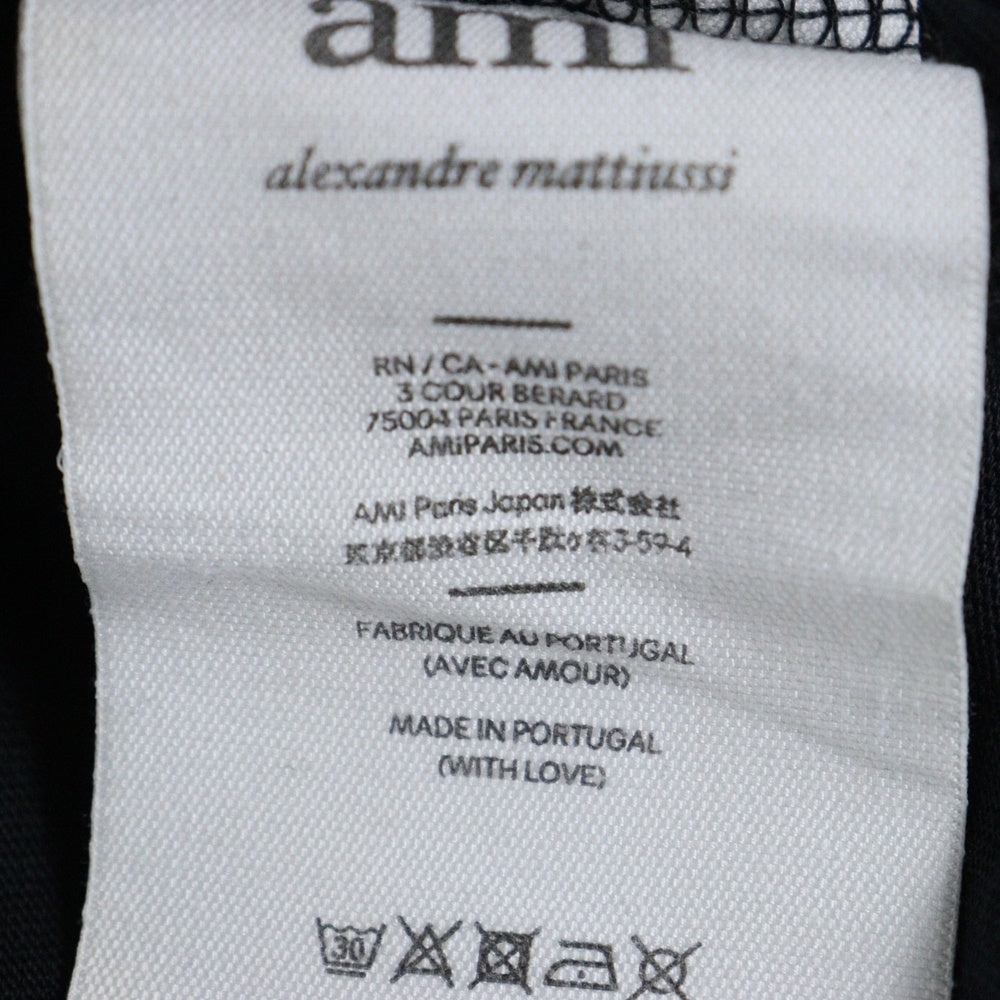 ami
alexandre mattiussi
RN / CA - AMI PARIS
3 COUR BERARD
75004 PARIS FRANCE
AMIPARIS.COM
AMI Paris Japan 株式会社
東京都渋谷区千駄ヶ谷3-59-4
FABRIQUE AU PORTUGAL
(AVEC AMOUR)
MADE IN PORTUGAL
(WITH LOVE)
30